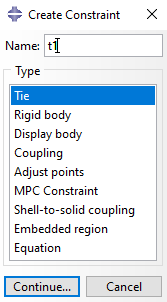 Create Constraint
Name: t1
Type
Tie
Rigid body
Display body
Coupling
Adjust points
MPC Constraint
Shell-to-solid coupling
Embedded region
Equation
Continue... Cancel